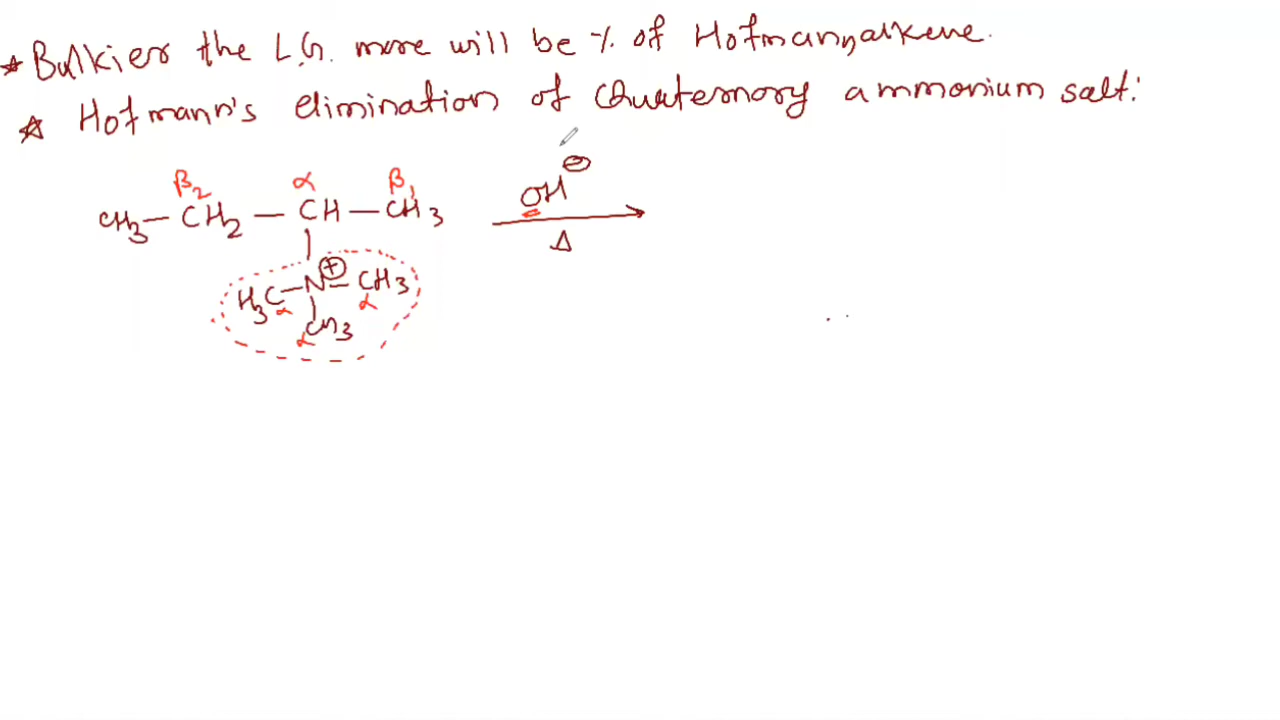 * Bulkier the L.G. more will be % of Hofmann alkene.
* Hofmann's elimination of Quaternory ammonium salt:
β2 α β1 OH⊖
CH3—CH2—CH—CH3 ⟶
Δ
H3C—N⊕—CH3
α α
CH3
α